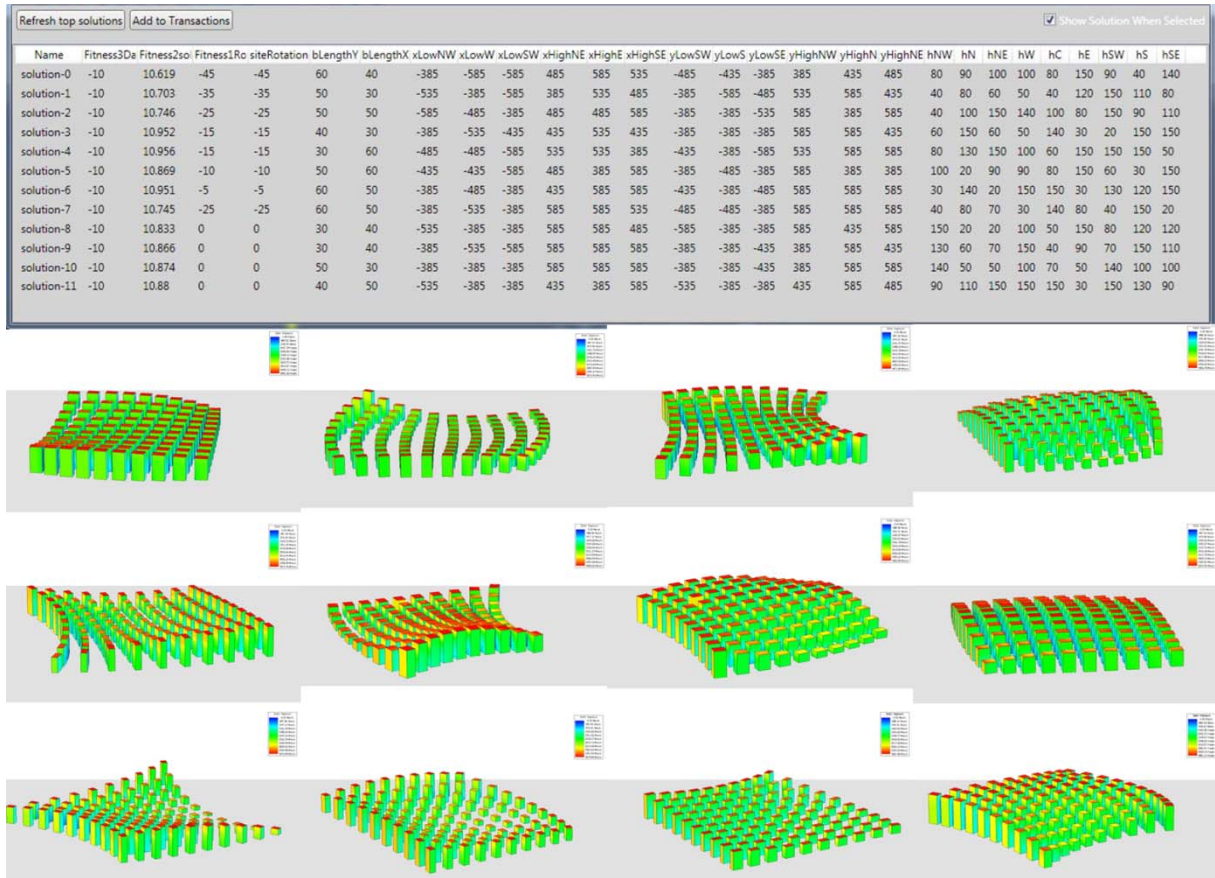 Refresh top solutions Add to Transactions Show Solution When Selected
Name Fitness3Da Fitness2so Fitness1Ro siteRotation bLengthY bLengthX xLowNW xLowW xLowSW xHighNE xHighE xHighSE yLowSW yLowS yLowSE yHighNW yHighN yHighNE hNW hN hNE hW hC hE hSW hS hSE
solution-0 -10 10.619 -45 -45 60 40 -385 -585 -585 385 585 535 -485 -435 -385 385 435 485 80 90 100 100 80 150 90 40 140
solution-1 -10 10.703 -35 -35 50 30 -535 -385 -585 385 535 485 -385 -585 -485 535 585 435 40 80 60 50 40 120 150 110 80
solution-2 -10 10.746 -25 -25 50 50 -585 -485 -385 485 485 585 -385 -385 -535 585 385 585 40 100 150 140 100 80 150 90 110
solution-3 -10 10.952 -15 -15 40 30 -385 -535 -435 435 535 435 -385 -385 -385 585 585 435 60 150 60 50 140 30 20 150 150
solution-4 -10 10.956 -15 -15 30 60 -485 -485 -585 535 535 385 -435 -385 -585 535 585 585 80 130 150 100 60 150 150 150 50
solution-5 -10 10.869 -10 -10 50 60 -435 -435 -585 485 385 585 -385 -385 -535 585 385 385 100 20 90 90 80 150 60 30 150
solution-6 -10 10.951 -5 -5 60 50 -385 -485 -385 435 585 585 -435 -385 -485 585 585 585 30 140 20 150 150 30 130 120 150
solution-7 -10 10.745 -25 -25 60 50 -385 -535 -385 585 585 535 -485 -485 -385 585 585 585 40 80 70 30 140 80 40 150 20
solution-8 -10 10.833 0 0 30 40 -535 -385 -385 585 585 485 -585 -385 -385 585 435 585 150 20 20 100 50 150 80 120 120
solution-9 -10 10.866 0 0 30 40 -385 -535 -585 485 585 585 -385 -385 -435 385 585 435 130 60 70 150 40 90 70 150 110
solution-10 -10 10.874 0 0 50 30 -385 -385 -385 585 585 585 -385 -385 -435 385 585 585 140 50 50 100 70 50 140 100 100
solution-11 -10 10.88 0 0 40 50 -535 -385 -385 435 385 585 -535 -385 -385 435 585 485 90 110 150 150 150 30 150 130 90